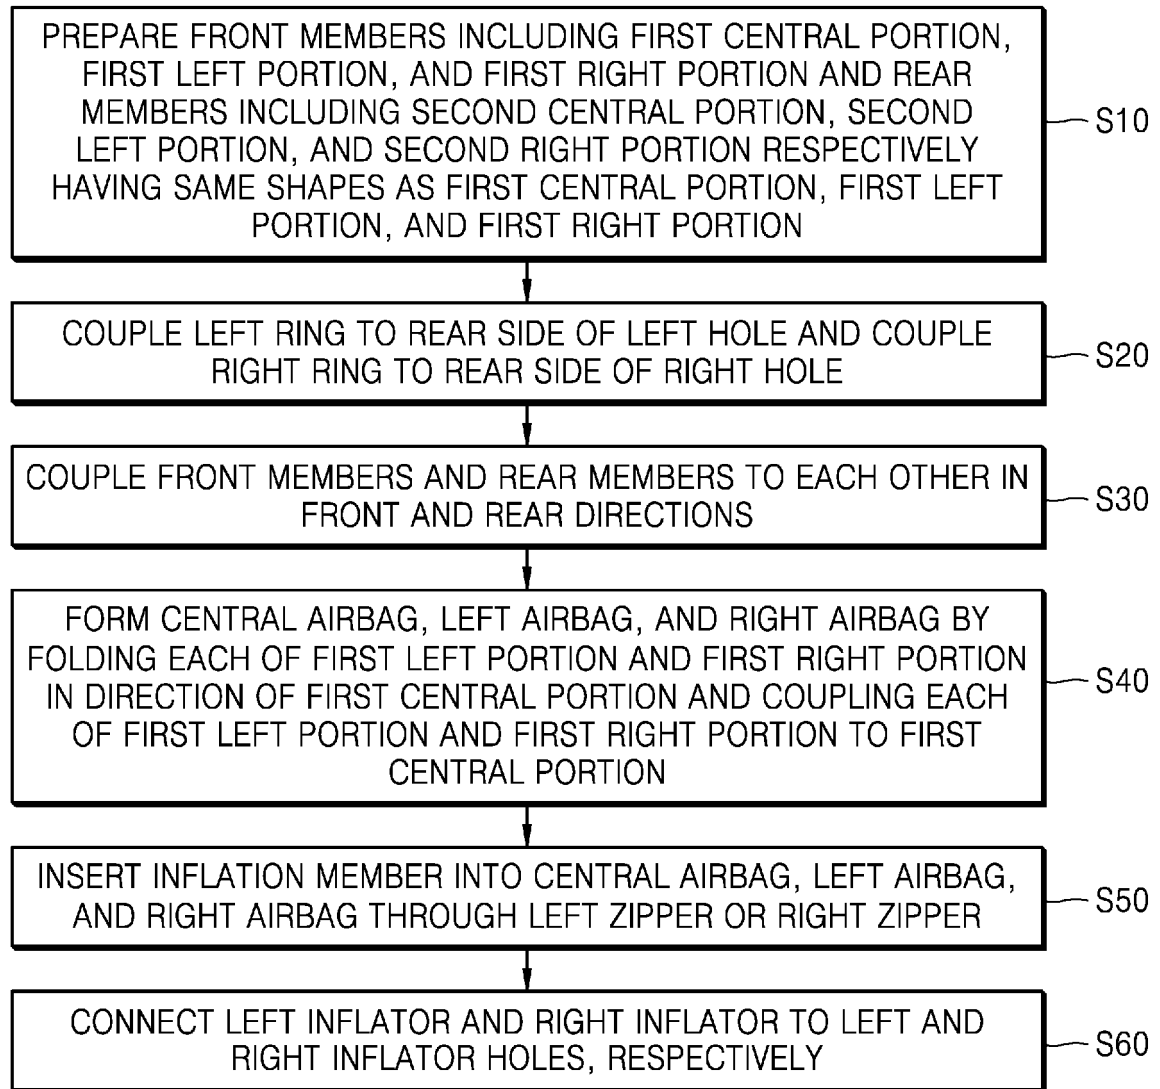 PREPARE FRONT MEMBERS INCLUDING FIRST CENTRAL PORTION,
FIRST LEFT PORTION, AND FIRST RIGHT PORTION AND REAR
MEMBERS INCLUDING SECOND CENTRAL PORTION, SECOND
LEFT PORTION, AND SECOND RIGHT PORTION RESPECTIVELY
HAVING SAME SHAPES AS FIRST CENTRAL PORTION, FIRST LEFT
PORTION, AND FIRST RIGHT PORTION
S10
COUPLE LEFT RING TO REAR SIDE OF LEFT HOLE AND COUPLE
RIGHT RING TO REAR SIDE OF RIGHT HOLE
S20
COUPLE FRONT MEMBERS AND REAR MEMBERS TO EACH OTHER IN
FRONT AND REAR DIRECTIONS
S30
FORM CENTRAL AIRBAG, LEFT AIRBAG, AND RIGHT AIRBAG BY
FOLDING EACH OF FIRST LEFT PORTION AND FIRST RIGHT PORTION
IN DIRECTION OF FIRST CENTRAL PORTION AND COUPLING EACH
OF FIRST LEFT PORTION AND FIRST RIGHT PORTION TO FIRST
CENTRAL PORTION
S40
INSERT INFLATION MEMBER INTO CENTRAL AIRBAG, LEFT AIRBAG,
AND RIGHT AIRBAG THROUGH LEFT ZIPPER OR RIGHT ZIPPER
S50
CONNECT LEFT INFLATOR AND RIGHT INFLATOR TO LEFT AND
RIGHT INFLATOR HOLES, RESPECTIVELY
S60